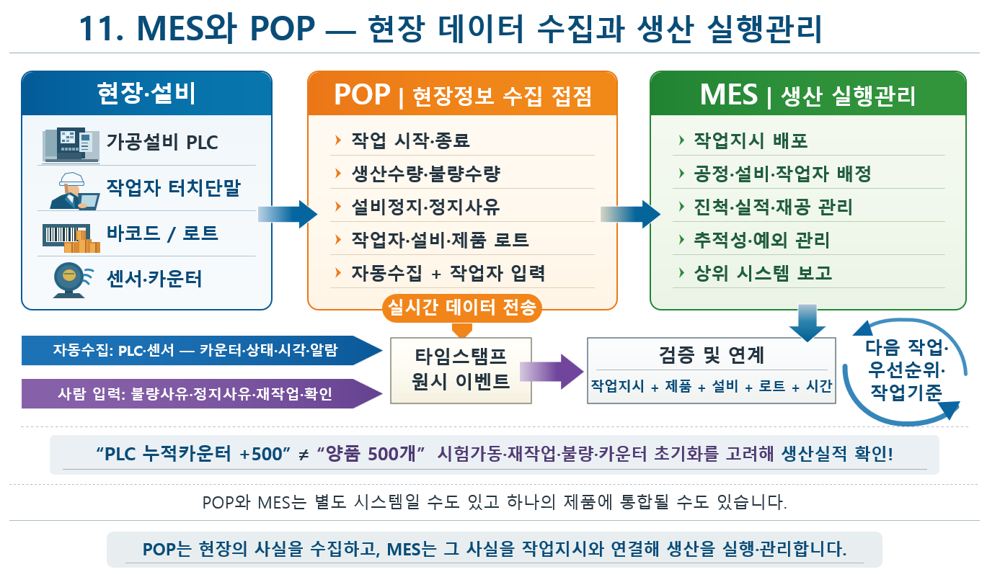 11. MES와 POP — 현장 데이터 수집과 생산 실행관리
현장·설비
가공설비 PLC
작업자 터치단말
바코드 / 로트
센서·카운터
POP | 현장정보 수집 접점
작업 시작·종료
생산수량·불량수량
설비정지·정지사유
작업자·설비·제품 로트
자동수집 + 작업자 입력
실시간 데이터 전송
MES | 생산 실행관리
작업지시 배포
공정·설비·작업자 배정
진척·실적·재공 관리
추적성·예외 관리
상위 시스템 보고
자동수집: PLC·센서 — 카운터·상태·시각·알람
사람 입력: 불량사유·정지사유·재작업·확인
타임스탬프
원시 이벤트
검증 및 연계
작업지시 + 제품 + 설비 + 로트 + 시간
다음 작업·
우선순위·
작업기준
“PLC 누적카운터 +500” ≠ “양품 500개” 시험가동·재작업·불량·카운터 초기화를 고려해 생산실적 확인!
POP와 MES는 별도 시스템일 수도 있고 하나의 제품에 통합될 수도 있습니다.
POP는 현장의 사실을 수집하고, MES는 그 사실을 작업지시와 연결해 생산을 실행·관리합니다.